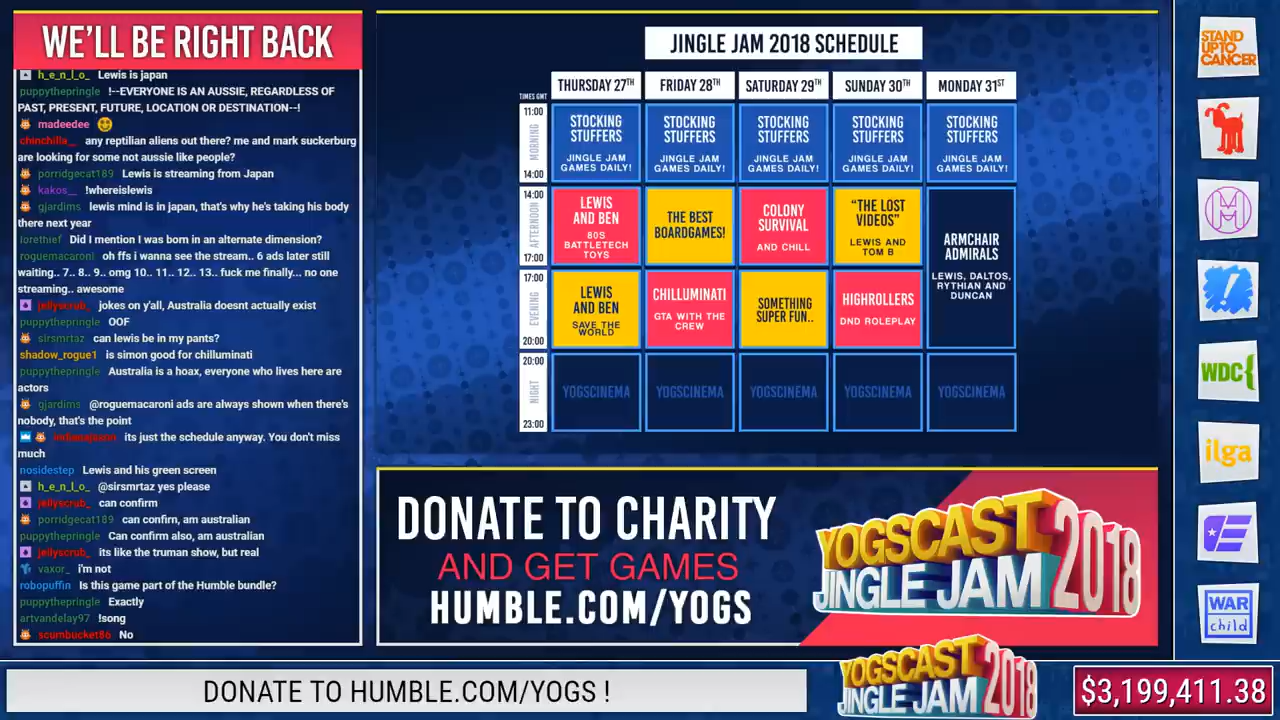 WE'LL BE RIGHT BACK
h_e_n_l_o_ Lewis is japan
puppythepringle !--EVERYONE IS AN AUSSIE, REGARDLESS OF
PAST, PRESENT, FUTURE, LOCATION OR DESTINATION--!
madeedee
chinchilla__ any reptilian aliens out there? me and mark suckerburg
are looking for some not aussie like people?
porridgecat189 Lewis is streaming from Japan
kakos__ !whereislewis
gjardims lewis mind is in japan, that's why he's taking his body
there next year
lorethief Did I mention I was born in an alternate dimension?
roguemacaroni oh ffs i wanna see the stream.. 6 ads later still
waiting.. 7.. 8.. 9.. omg 10.. 11.. 12.. 13.. fuck me finally... no one
streaming.. awesome
jellyscrub_ jokes on y'all, Australia doesnt actually exist
puppythepringle OOF
sirsmrtaz can lewis be in my pants?
shadow_rogue1 is simon good for chilluminati
puppythepringle Australia is a hoax, everyone who lives here are
actors
gjardims @roguemacaroni ads are always shown when there's
nobody, that's the point
its just the schedule anyway. You don't miss
much
nosidestep Lewis and his green screen
h_e_n_l_o_ @sirsmrtaz yes please
jellyscrub_ can confirm
porridgecat189 can confirm, am australian
puppythepringle Can confirm also, am australian
jellyscrub_ its like the truman show, but real
vaxor_ i'm not
robopuffin Is this game part of the Humble bundle?
puppythepringle Exactly
artvandelay97 !song
scumbucket86 No
JINGLE JAM 2018 SCHEDULE
TIMES GMT
THURSDAY 27TH
FRIDAY 28TH
SATURDAY 29TH
SUNDAY 30TH
MONDAY 31ST
11:00
MORNING
14:00
STOCKING
STUFFERS
JINGLE JAM
GAMES DAILY!
STOCKING
STUFFERS
JINGLE JAM
GAMES DAILY!
STOCKING
STUFFERS
JINGLE JAM
GAMES DAILY!
STOCKING
STUFFERS
JINGLE JAM
GAMES DAILY!
STOCKING
STUFFERS
JINGLE JAM
GAMES DAILY!
14:00
AFTERNOON
17:00
LEWIS
AND BEN
80S
BATTLETECH
TOYS
THE BEST
BOARDGAMES!
COLONY
SURVIVAL
AND CHILL
"THE LOST
VIDEOS"
LEWIS AND
TOM B
ARMCHAIR
ADMIRALS
LEWIS, DALTOS,
RYTHIAN AND
DUNCAN
17:00
EVENING
20:00
LEWIS
AND BEN
SAVE THE
WORLD
CHILLUMINATI
GTA WITH THE
CREW
SOMETHING
SUPER FUN..
HIGHROLLERS
DND ROLEPLAY
20:00
NIGHT
23:00
YOGSCINEMA
YOGSCINEMA
YOGSCINEMA
YOGSCINEMA
YOGSCINEMA
DONATE TO CHARITY
AND GET GAMES
HUMBLE.COM/YOGS
YOGSCAST
JINGLE JAM 2018
STAND
UP TO
CANCER
WDC
ilga
WAR
child
DONATE TO HUMBLE.COM/YOGS !
YOGSCAST
JINGLE JAM 2018
$3,199,411.38